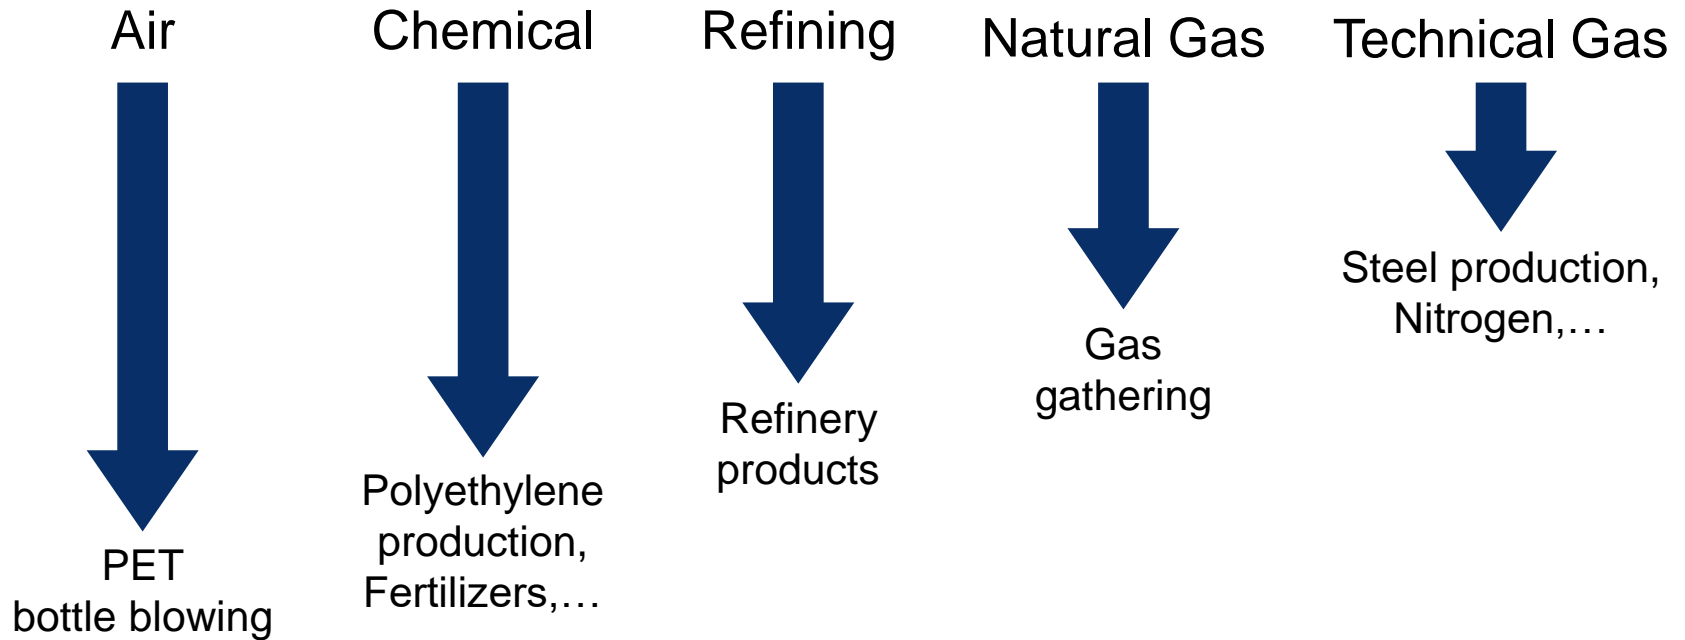 Air
Chemical
Refining
Natural Gas
Technical Gas
PET
bottle blowing
Polyethylene
production,
Fertilizers,…
Refinery
products
Gas
gathering
Steel production,
Nitrogen,…